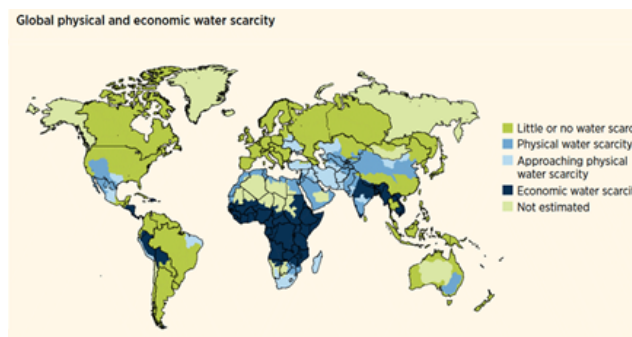 Global physical and economic water scarcity
Little or no water scarc
Physical water scarcity
Approaching physical
water scarcity
Economic water scarci
Not estimated